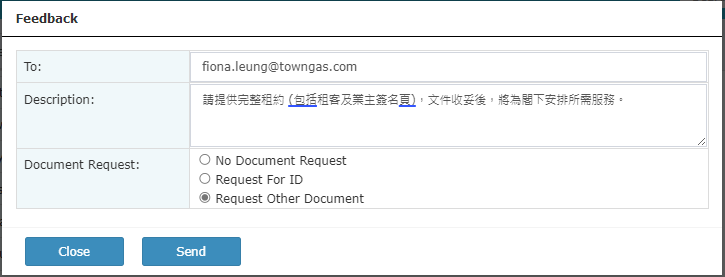 Feedback
To:
fiona.leung@towngas.com
Description:
請提供完整租約 (包括租客及業主簽名頁)，文件收妥後，將為閣下安排所需服務。
Document Request:
No Document Request
Request For ID
Request Other Document
Close
Send